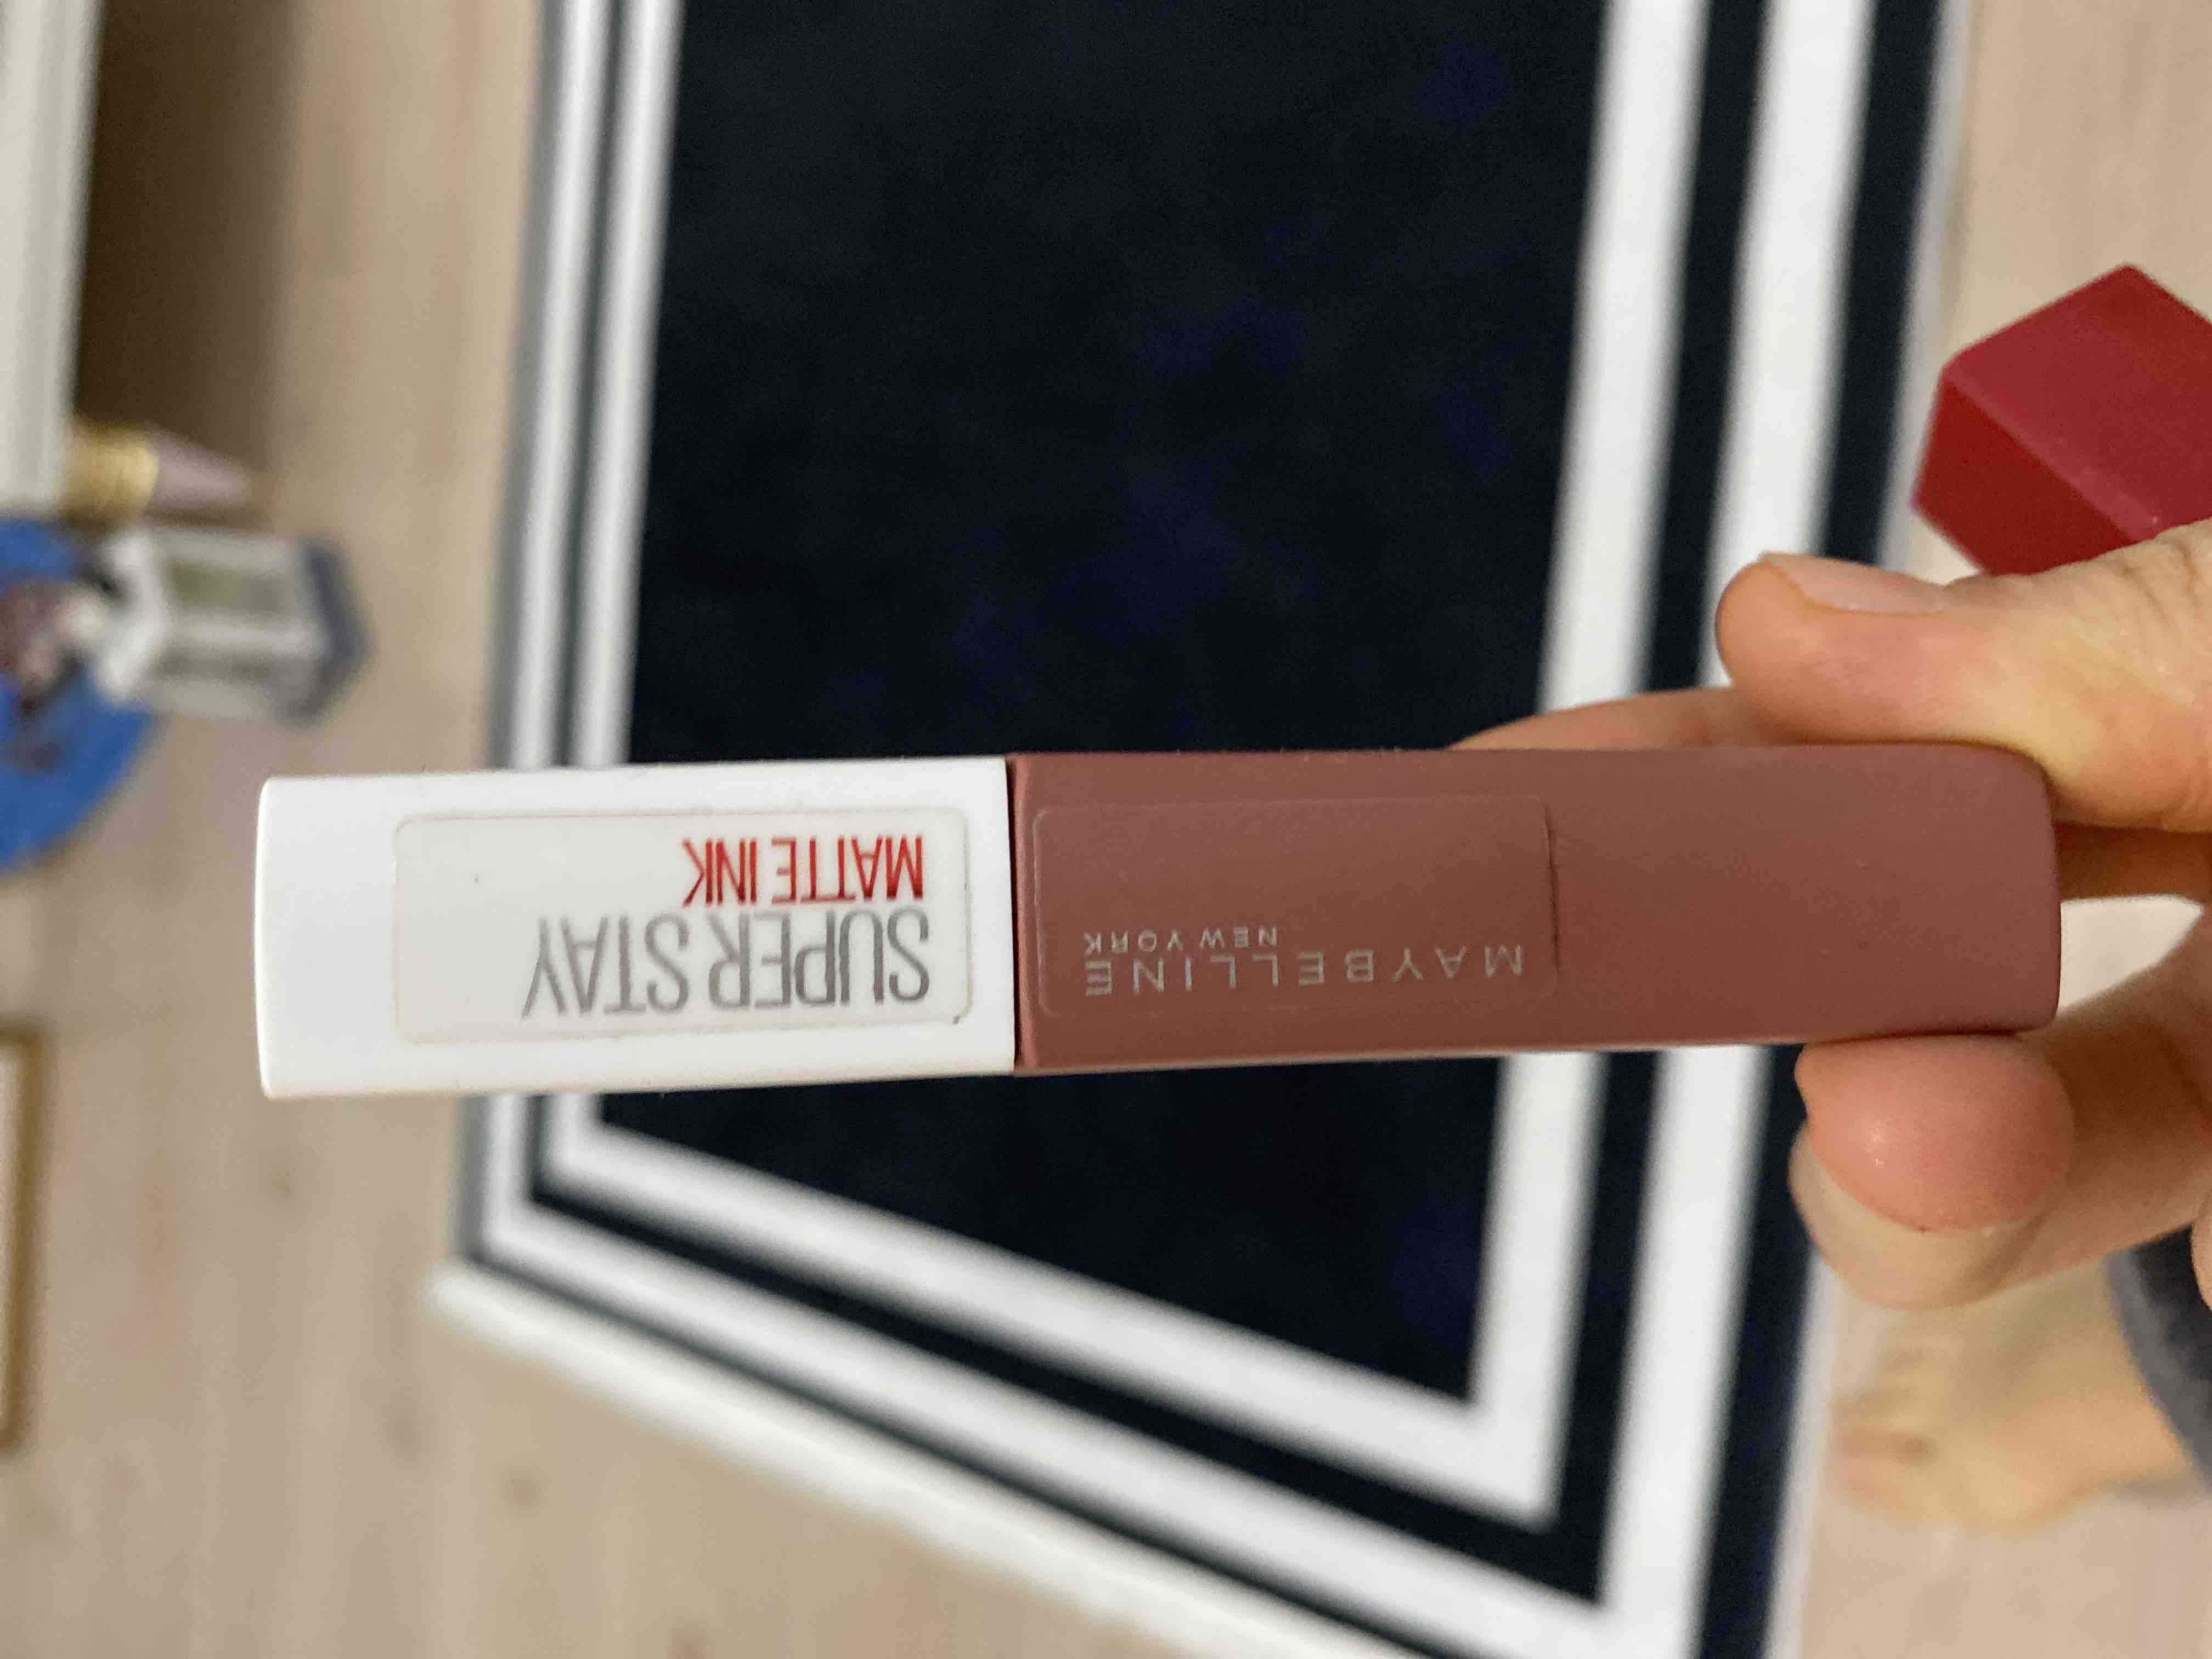 MAYBELLINE
NEW YORK
SUPER STAY
MATTE INK